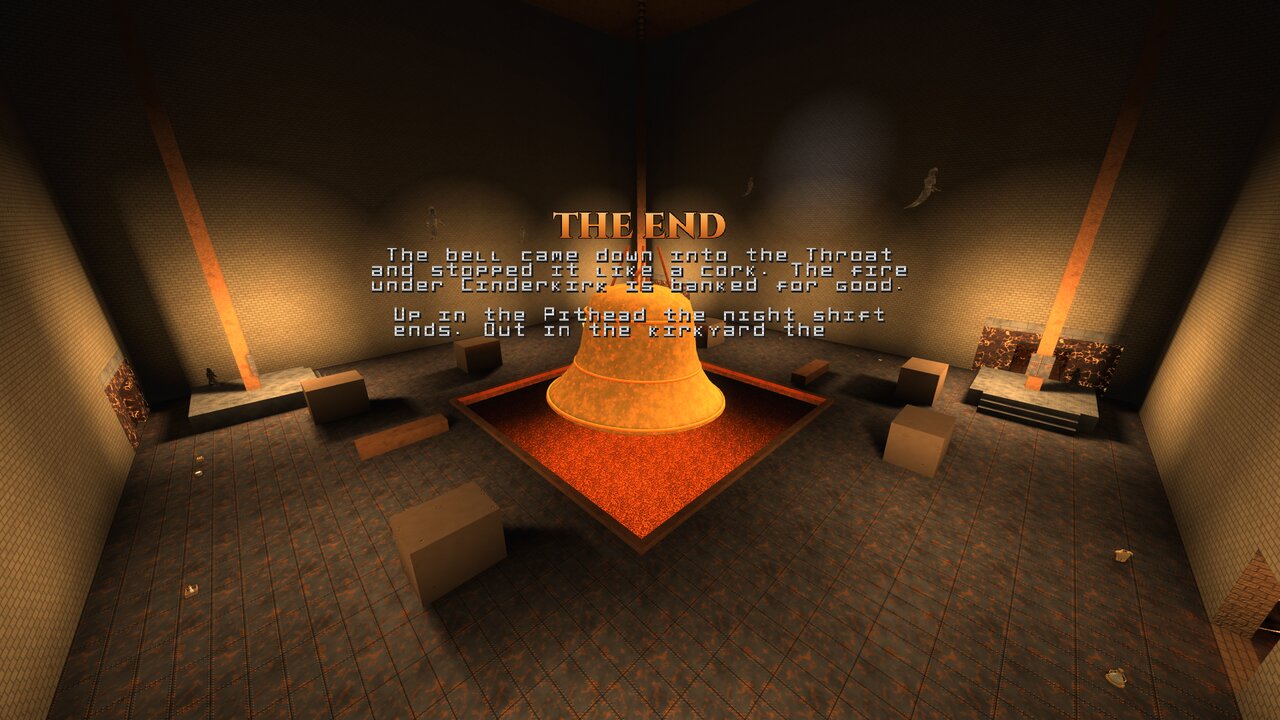 THE END
The bell came down into the Throat
and stopped it like a cork. The fire
under Cinderkirk is banked for good.
Up in the Pithead the night shift
ends. Out in the kirkyard the